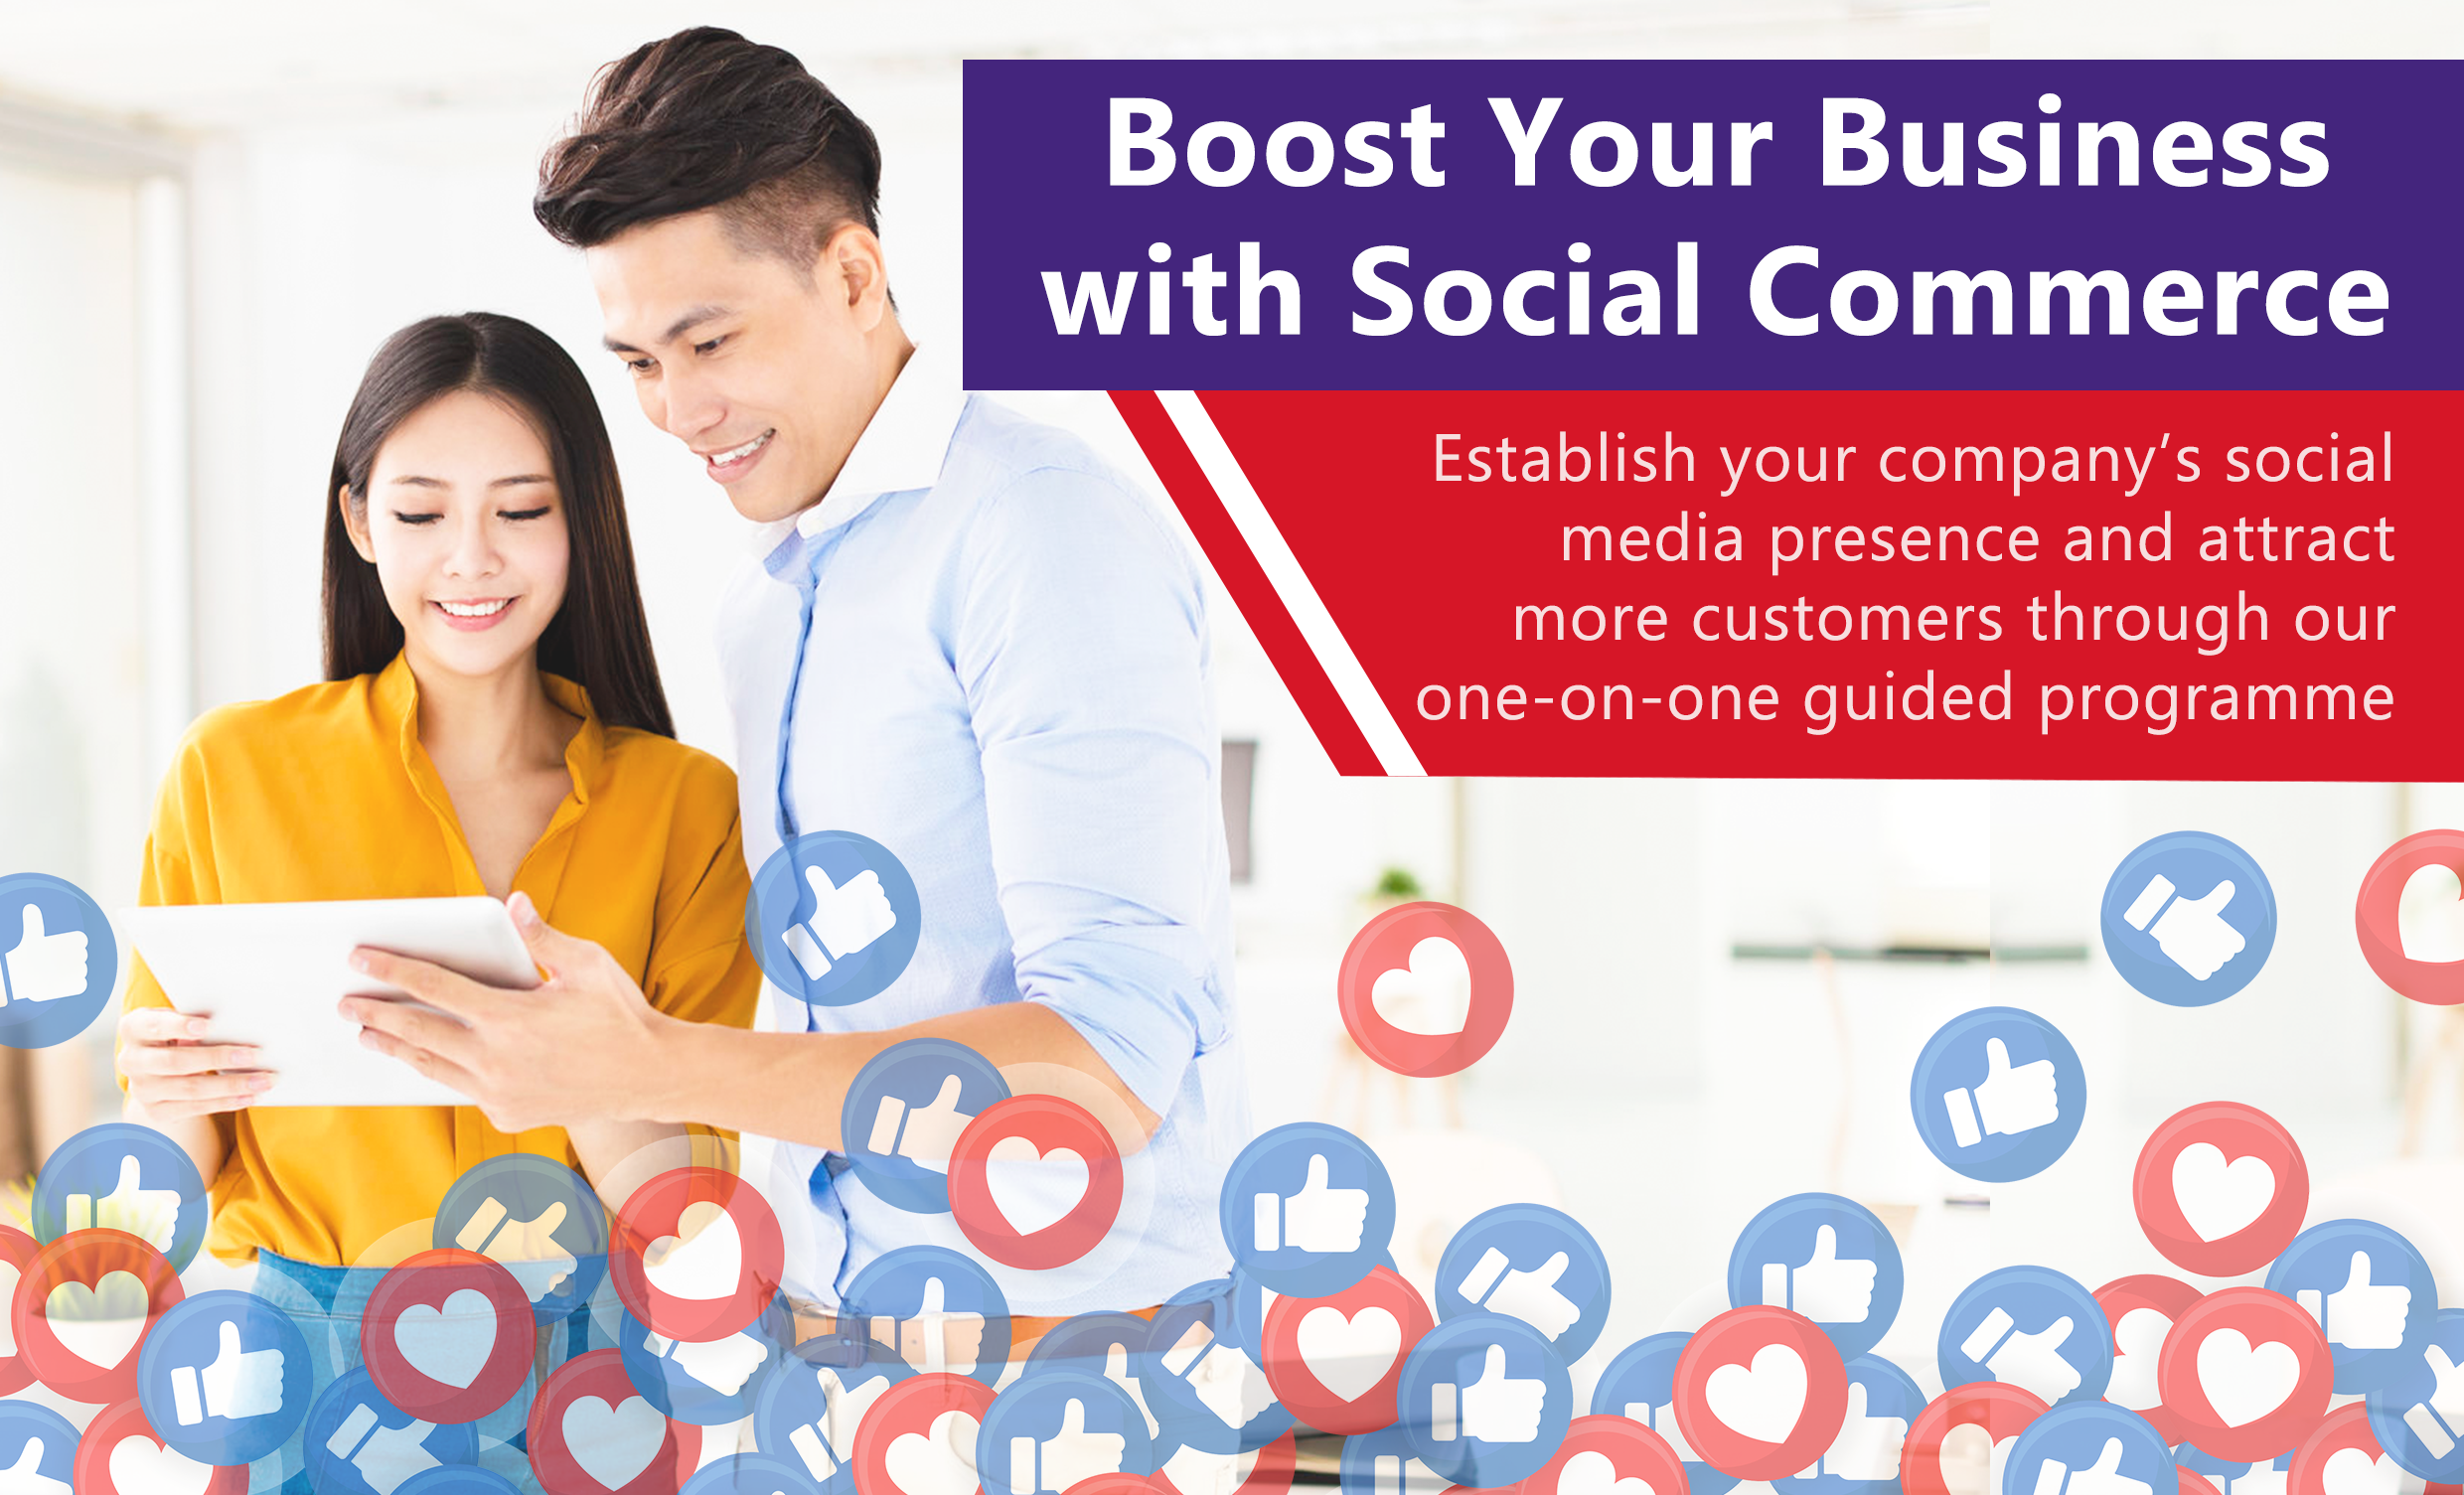 Boost Your Business
with Social Commerce
Establish your company‘s social
media presence and attract
more customers through our
one-on-one guided programme